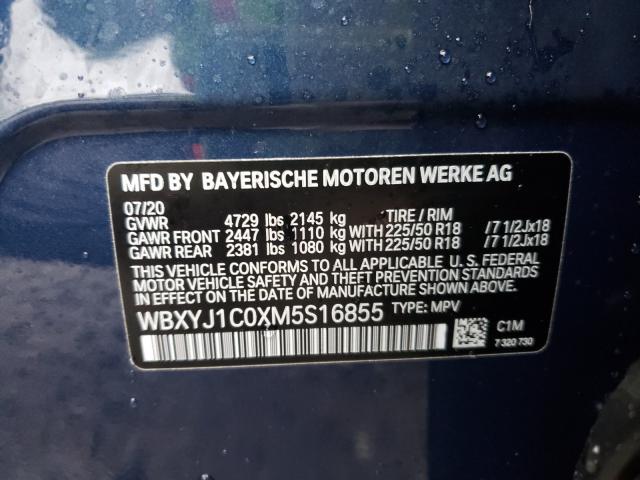 MFD BY BAYERISCHE MOTOREN WERKE AG
07/20
GVWR 4729 lbs 2145 kg TIRE / RIM
GAWR FRONT 2447 lbs 1110 kg WITH 225/50 R18 /7 1/2Jx18
GAWR REAR 2381 lbs 1080 kg WITH 225/50 R18 /7 1/2Jx18
THIS VEHICLE CONFORMS TO ALL APPLICABLE U. S. FEDERAL
MOTOR VEHICLE SAFETY AND THEFT PREVENTION STANDARDS
IN EFFECT ON THE DATE OF MANUFACTURE SHOWN ABOVE.
WBXYJ1C0XM5S16855 TYPE: MPV
C1M
7 320 730